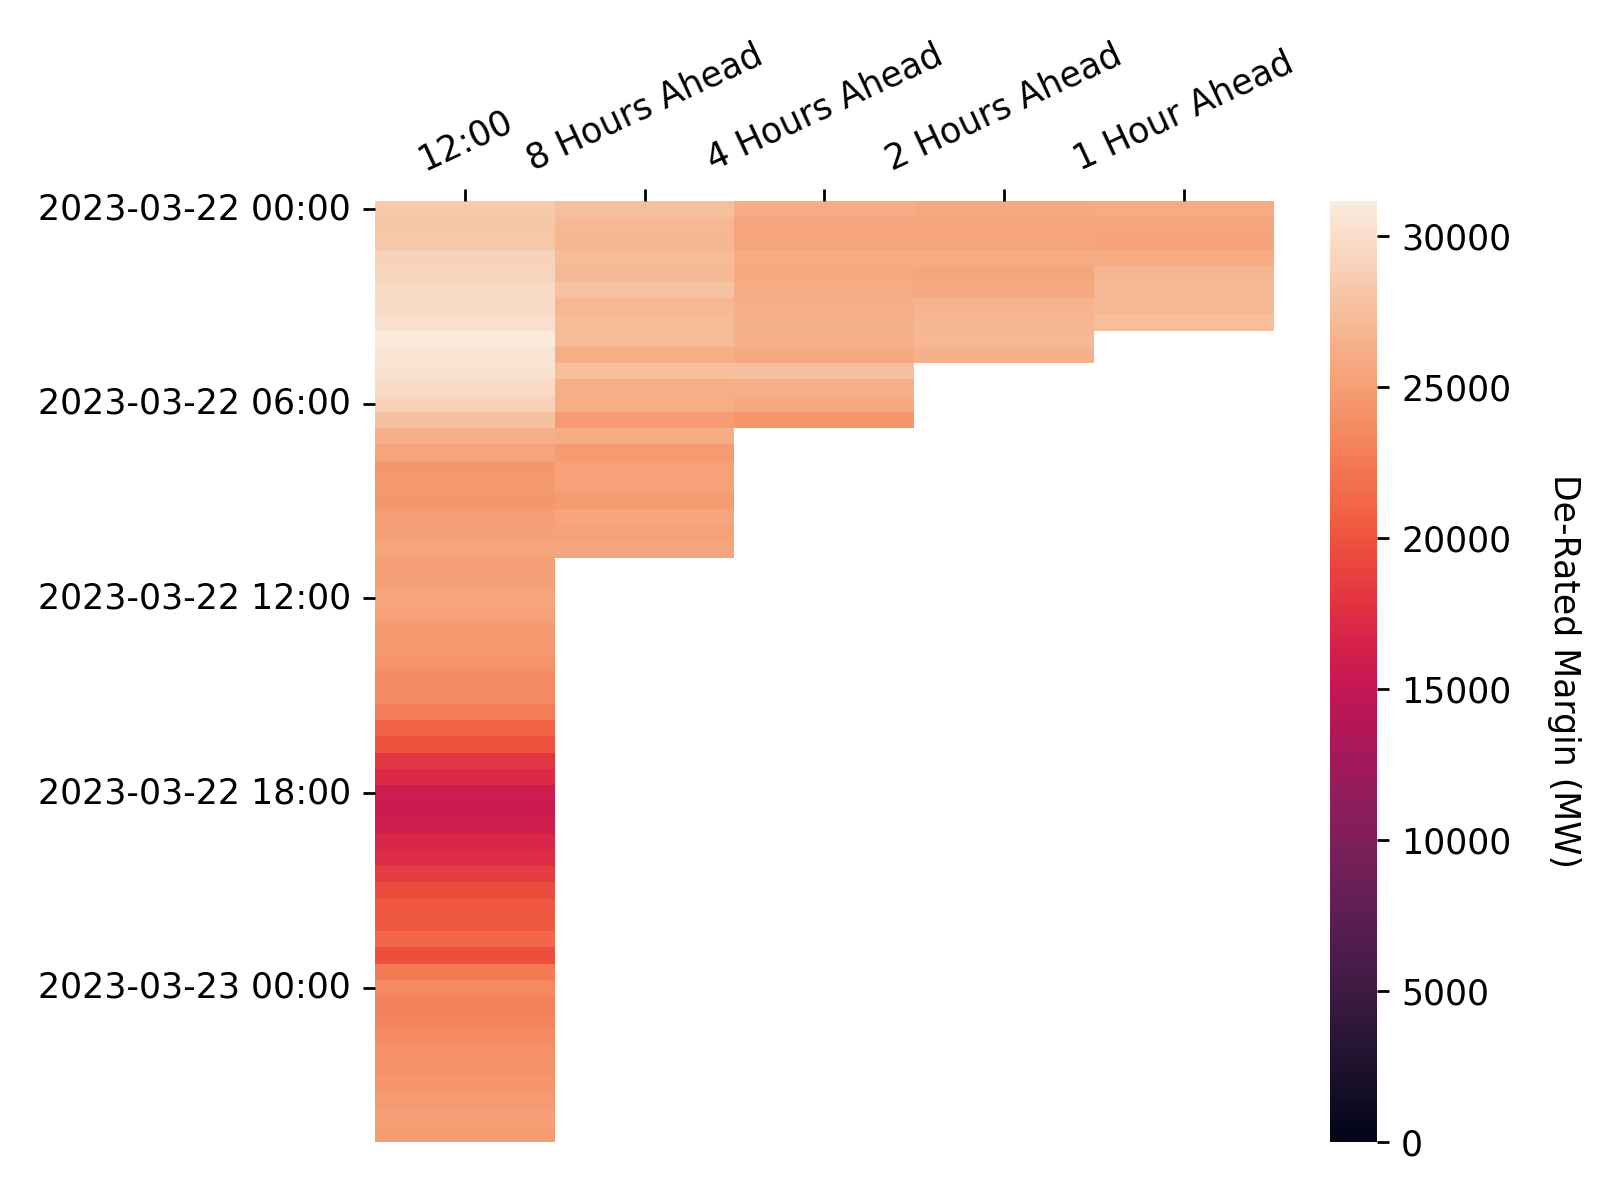 12:00
8 Hours Ahead
4 Hours Ahead
2 Hours Ahead
1 Hour Ahead
2023-03-22 00:00
2023-03-22 06:00
2023-03-22 12:00
2023-03-22 18:00
2023-03-23 00:00
30000
25000
20000
15000
10000
5000
0
De-Rated Margin (MW)